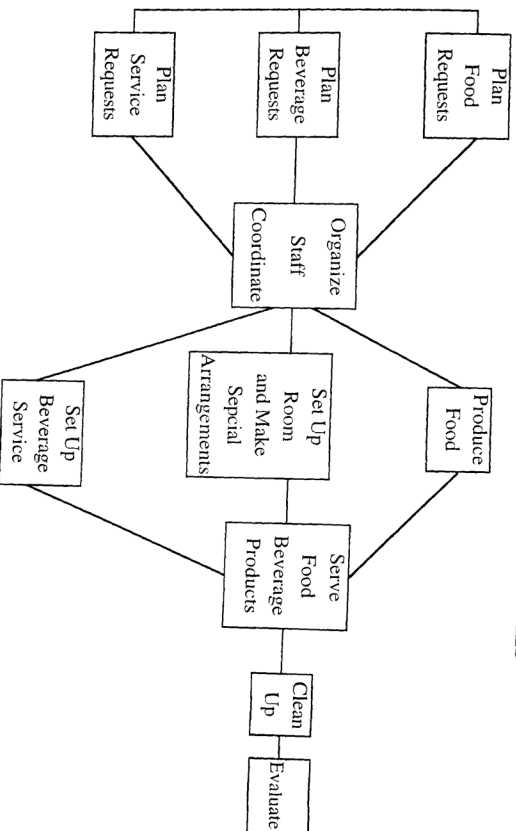 Plan
Food
Requests
Plan
Beverage
Requests
Plan
Service
Requests
Organize
Staff
Coordinate
Produce
Food
Set Up
Room
and Make
Sepcial
Arrangements
Set Up
Beverage
Service
Serve
Food
Beverage
Products
Clean
Up
Evaluate